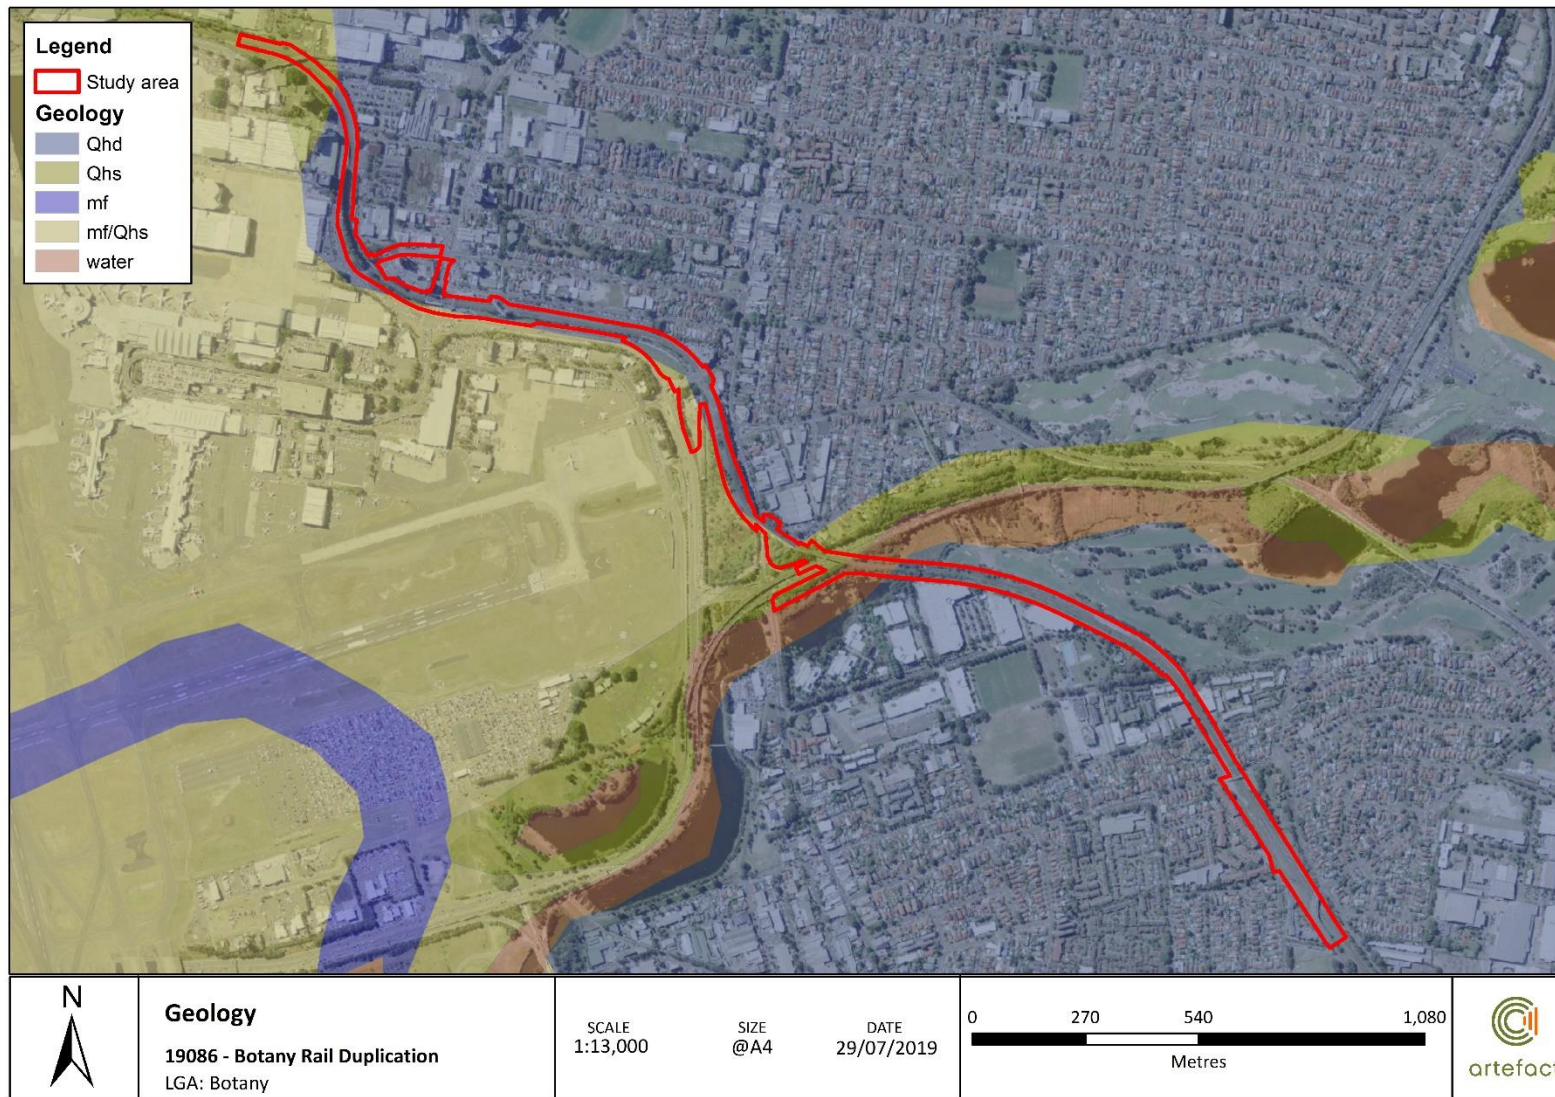 Legend
Study area
Geology
Qhd
Qhs
mf
mf/Qhs
water
N
Geology
19086 - Botany Rail Duplication
LGA: Botany
SCALE
1:13,000
SIZE
@A4
DATE
29/07/2019
0 270 540 1,080
Metres
artefact